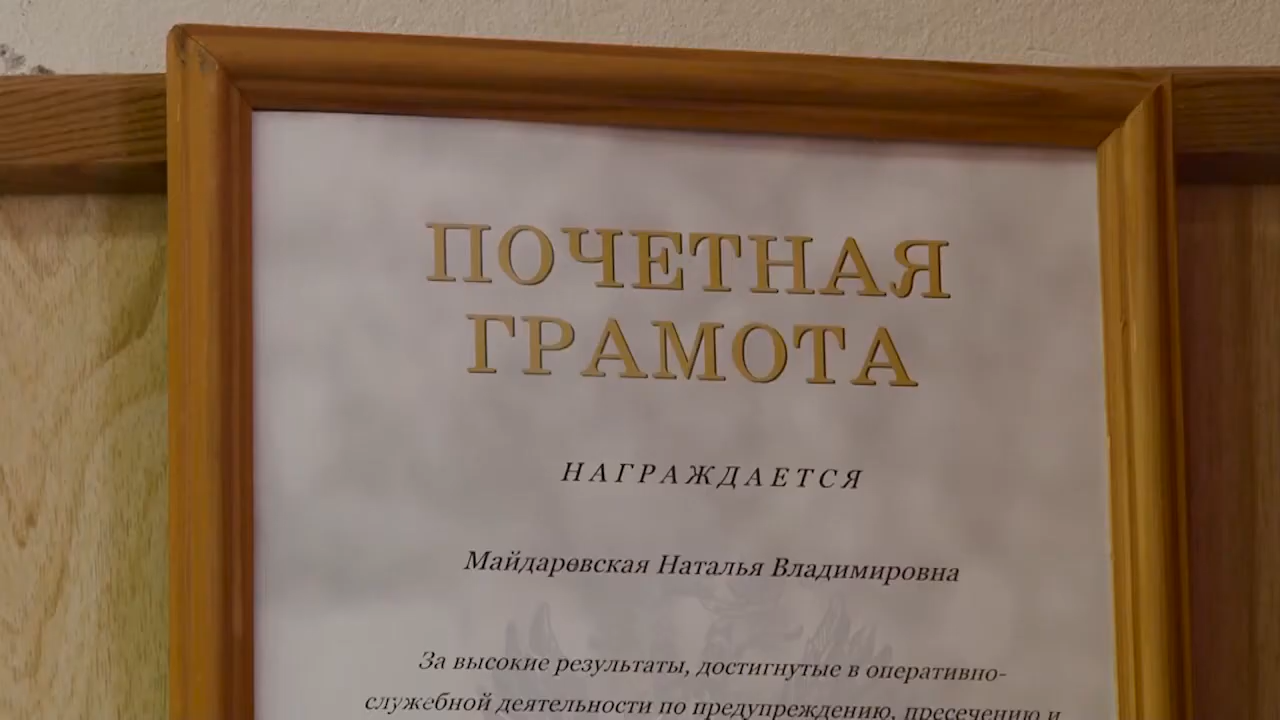 ПОЧЕТНАЯ
ГРАМОТА
НАГРАЖДАЕТСЯ
Майдаровская Наталья Владимировна
За высокие результаты, достигнутые в оперативно-
служебной деятельности по предупреждению, пресечению и